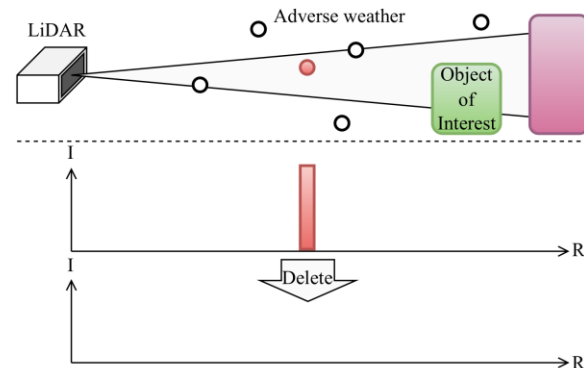 Adverse weather
LiDAR
Object
of
Interest
I
R
Delete
I
R